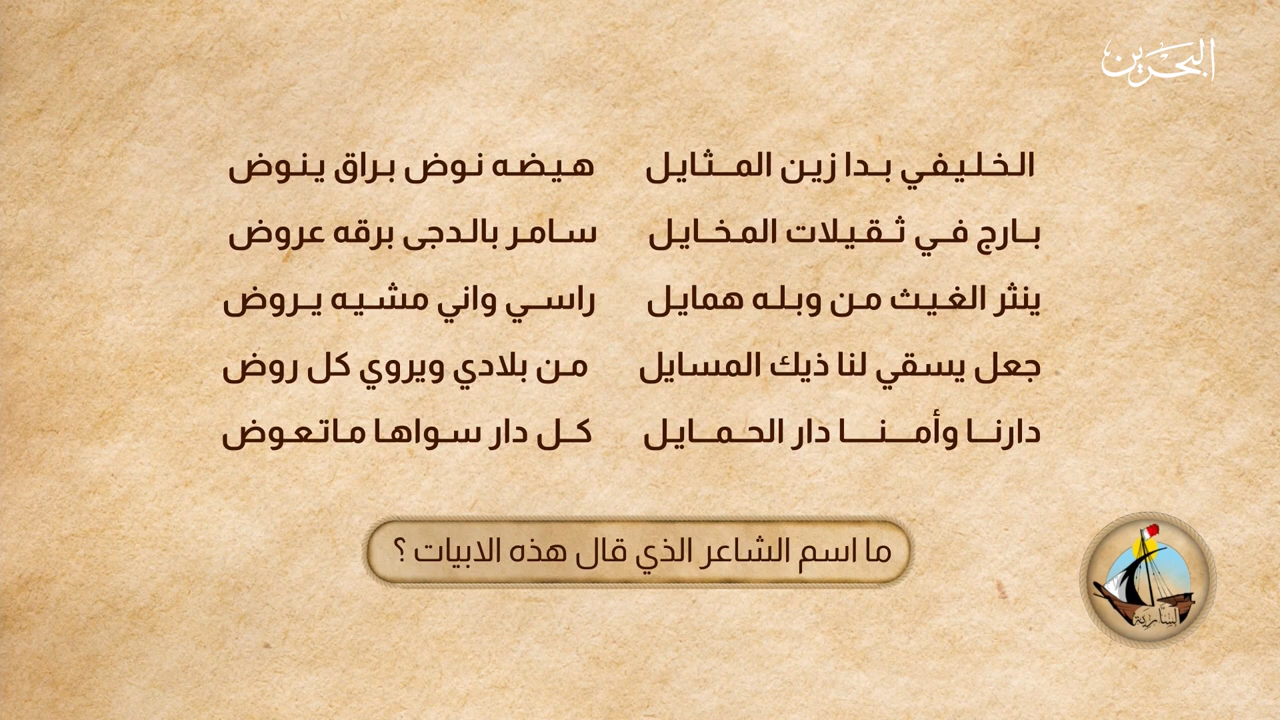 البحرين
الخليفي بدا زين المثايل هيضه نوض براق ينوض
بارج في ثقيلات المخايل سامر بالدجى برقه عروض
ينثر الغيث من وبله همايل راسي واني مشيه يروض
جعل يسقي لنا ذيك المسايل من بلادي ويروي كل روض
دارنا وأمنا دار الحمايل كل دار سواها ماتعوض
ما اسم الشاعر الذي قال هذه الابيات ؟
السارية